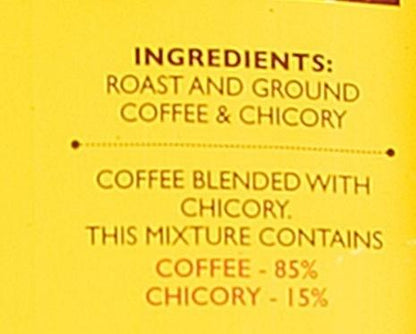 INGREDIENTS:
ROAST AND GROUND
COFFEE & CHICORY
COFFEE BLENDED WITH
CHICORY.
THIS MIXTURE CONTAINS
COFFEE - 85%
CHICORY - 15%